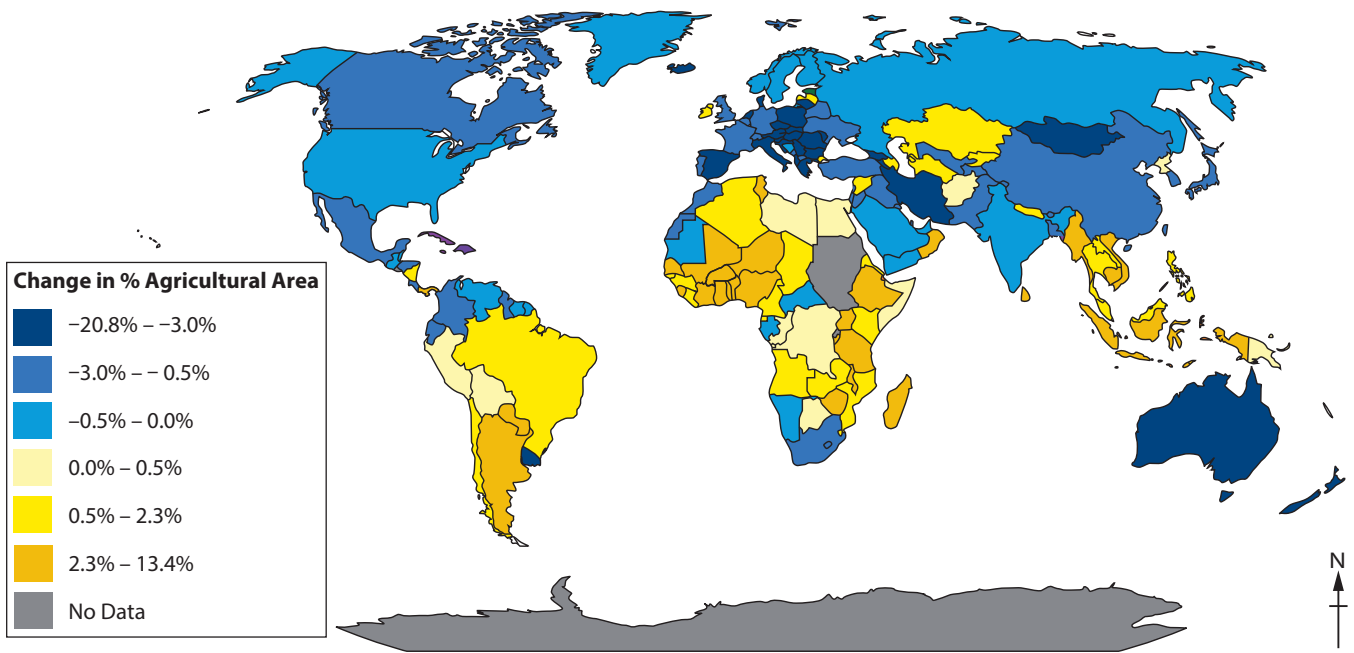 Change in % Agricultural Area
−20.8% – −3.0%
−3.0% – − 0.5%
−0.5% – 0.0%
0.0% – 0.5%
0.5% – 2.3%
2.3% – 13.4%
No Data
N